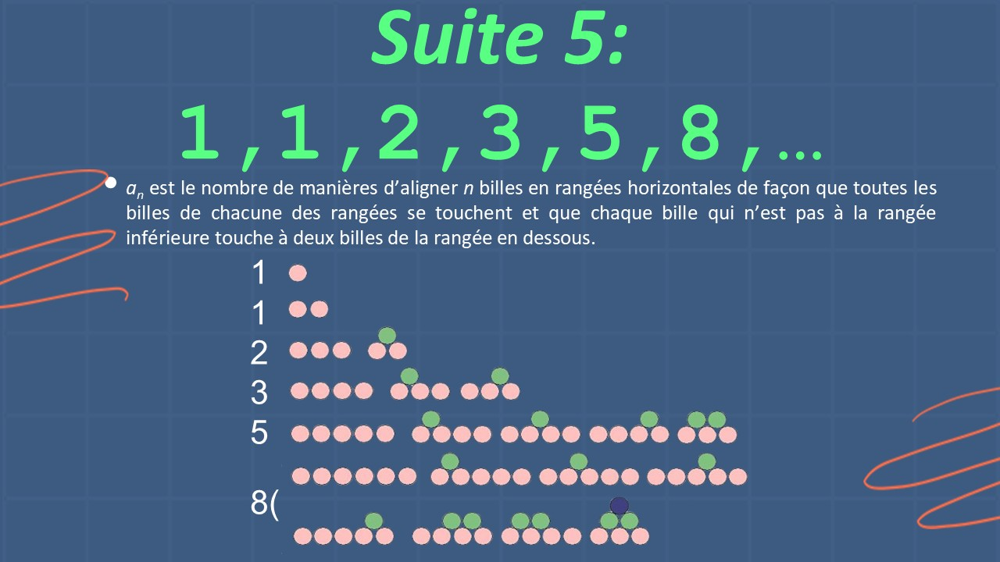 Suite 5:
1,1,2,3,5,8,…
aₙ est le nombre de manières d’aligner n billes en rangées horizontales de façon que toutes les
billes de chacune des rangées se touchent et que chaque bille qui n’est pas à la rangée
inférieure touche à deux billes de la rangée en dessous.
1
1
2
3
5
8(